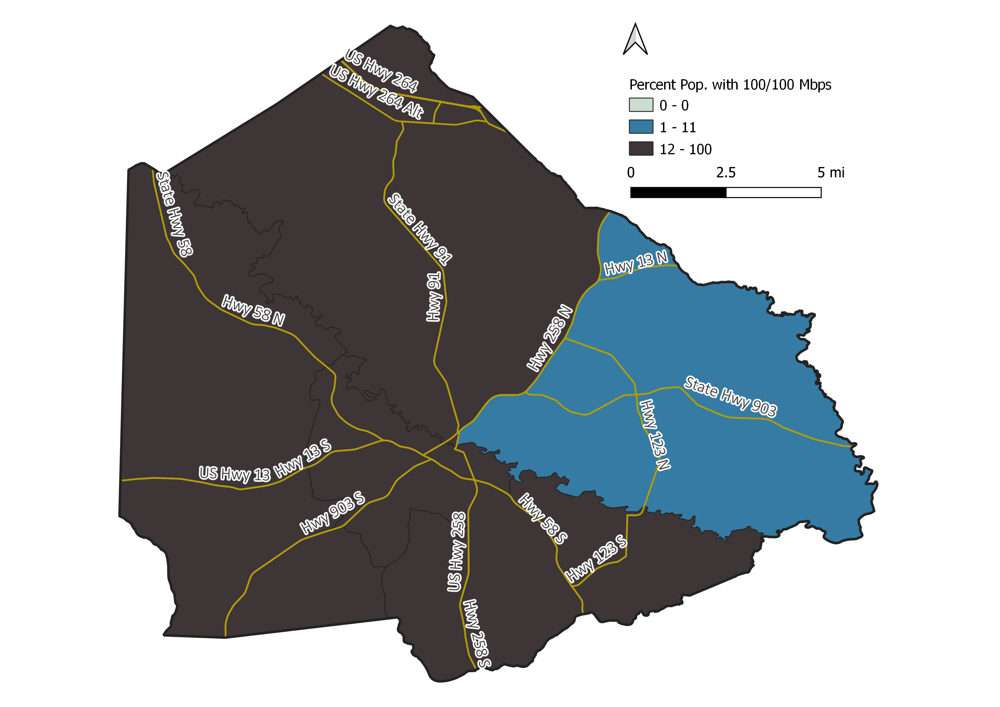 US Hwy 264
US Hwy 264 Alt
Percent Pop. with 100/100 Mbps
0 - 0
1 - 11
12 - 100
0 2.5 5 mi
State Hwy 58
State Hwy 91
Hwy 13 N
Hwy 91
Hwy 58 N
Hwy 258 N
State Hwy 903
Hwy 123 N
US Hwy 13
Hwy 13 S
Hwy 903 S
Hwy 58 S
US Hwy 258
Hwy 123 S
Hwy 258 S